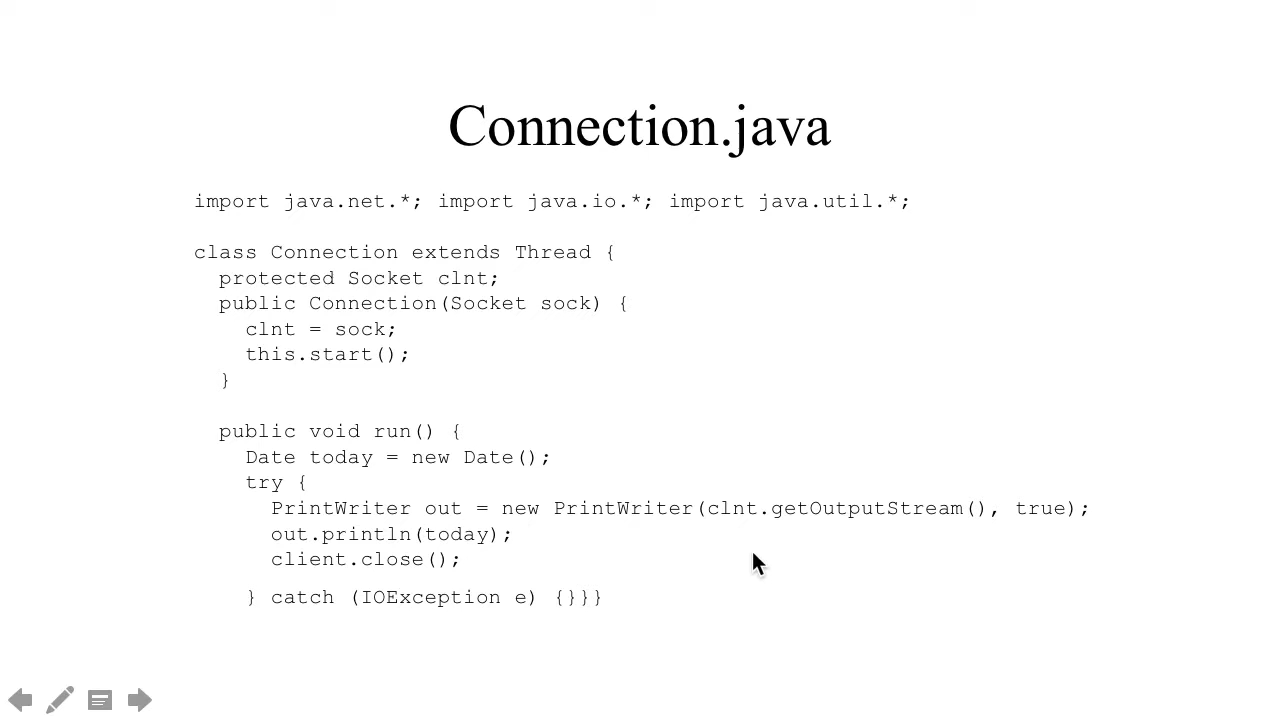 Connection.java
import java.net.*; import java.io.*; import java.util.*;
class Connection extends Thread {
protected Socket clnt;
public Connection(Socket sock) {
clnt = sock;
this.start();
}
public void run() {
Date today = new Date();
try {
PrintWriter out = new PrintWriter(clnt.getOutputStream(), true);
out.println(today);
client.close();
} catch (IOException e) {}}}